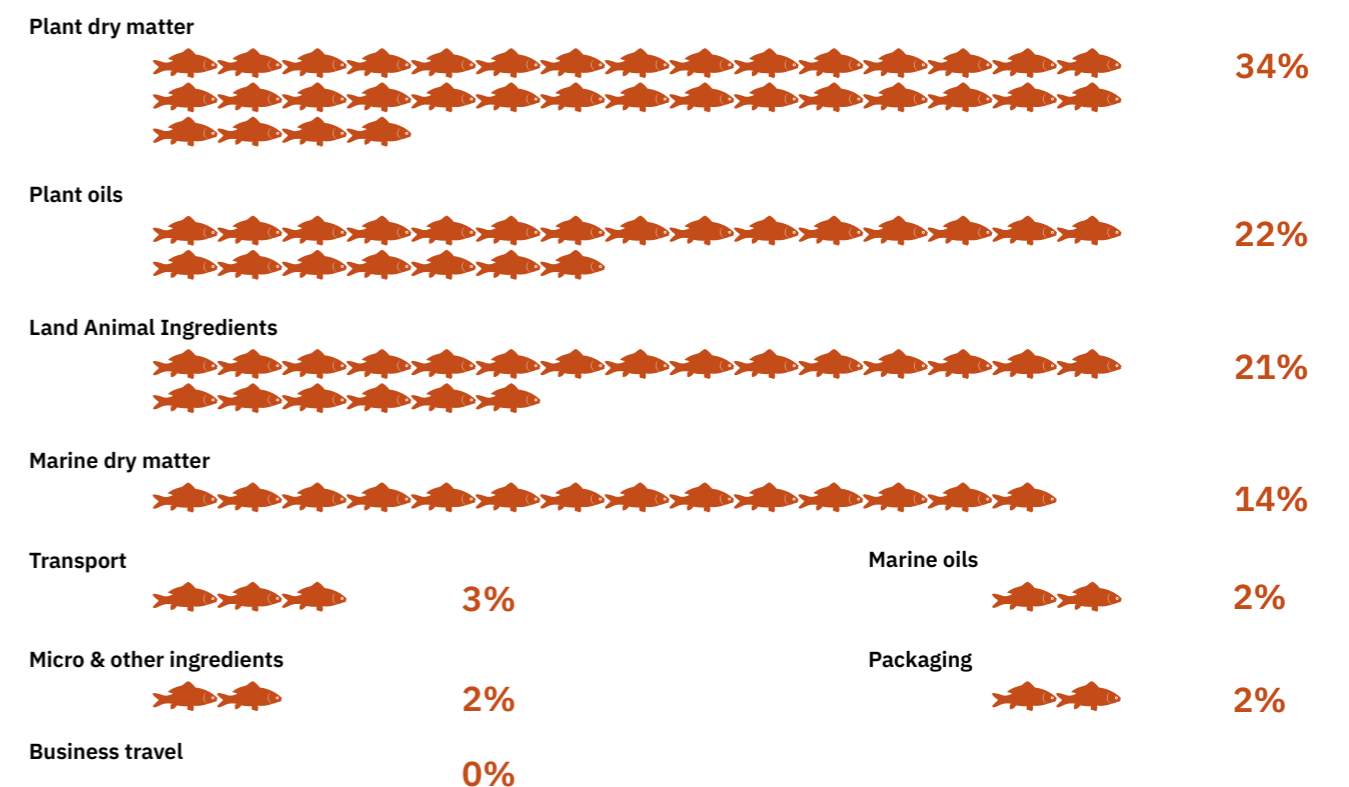 Plant dry matter
34%
Plant oils
22%
Land Animal Ingredients
21%
Marine dry matter
14%
Transport
3%
Marine oils
2%
Micro & other ingredients
2%
Packaging
2%
Business travel
0%